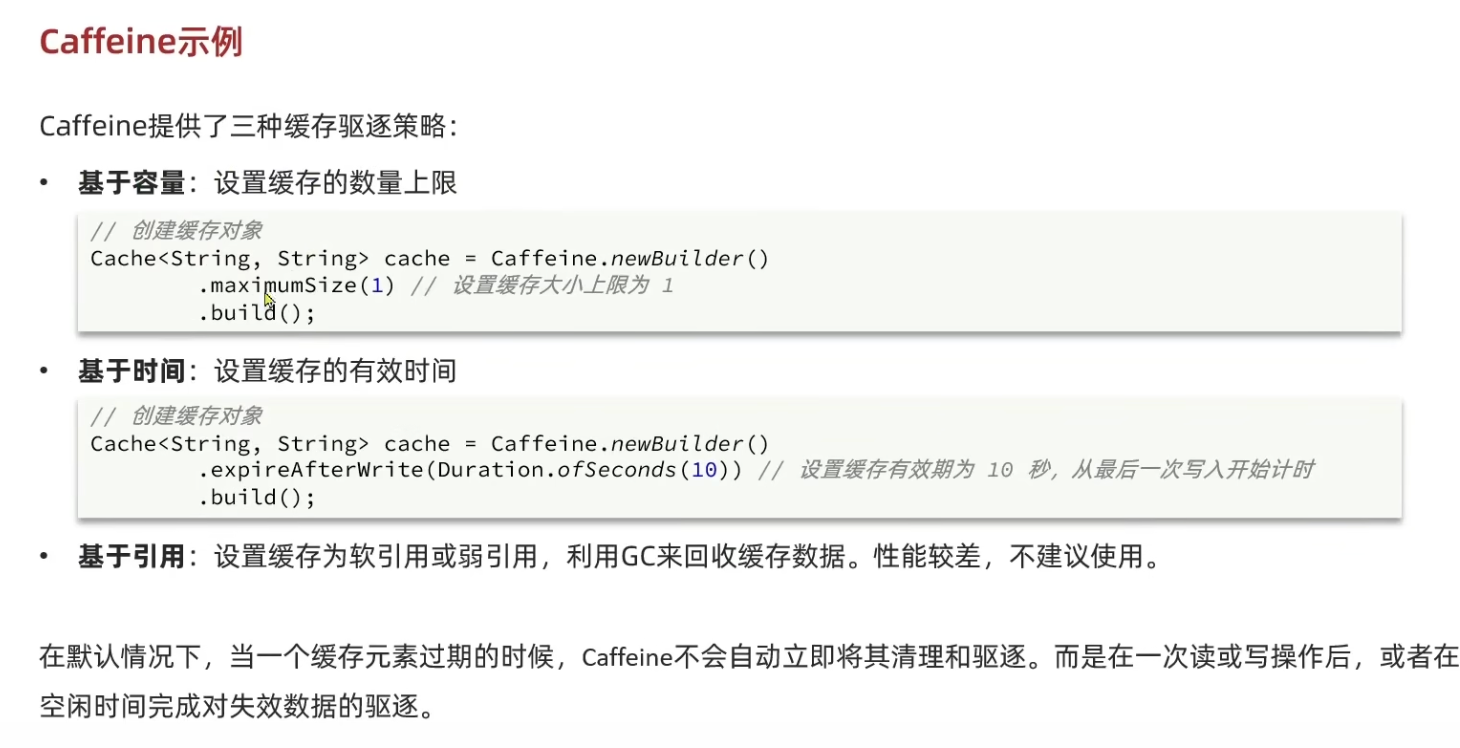 Caffeine示例
Caffeine提供了三种缓存驱逐策略：
• 基于容量：设置缓存的数量上限
// 创建缓存对象
Cache<String, String> cache = Caffeine.newBuilder()
.maximumSize(1) // 设置缓存大小上限为 1
.build();
• 基于时间：设置缓存的有效时间
// 创建缓存对象
Cache<String, String> cache = Caffeine.newBuilder()
.expireAfterWrite(Duration.ofSeconds(10)) // 设置缓存有效期为 10 秒，从最后一次写入开始计时
.build();
• 基于引用：设置缓存为软引用或弱引用，利用GC来回收缓存数据。性能较差，不建议使用。
在默认情况下，当一个缓存元素过期的时候，Caffeine不会自动立即将其清理和驱逐。而是在一次读或写操作后，或者在
空闲时间完成对失效数据的驱逐。